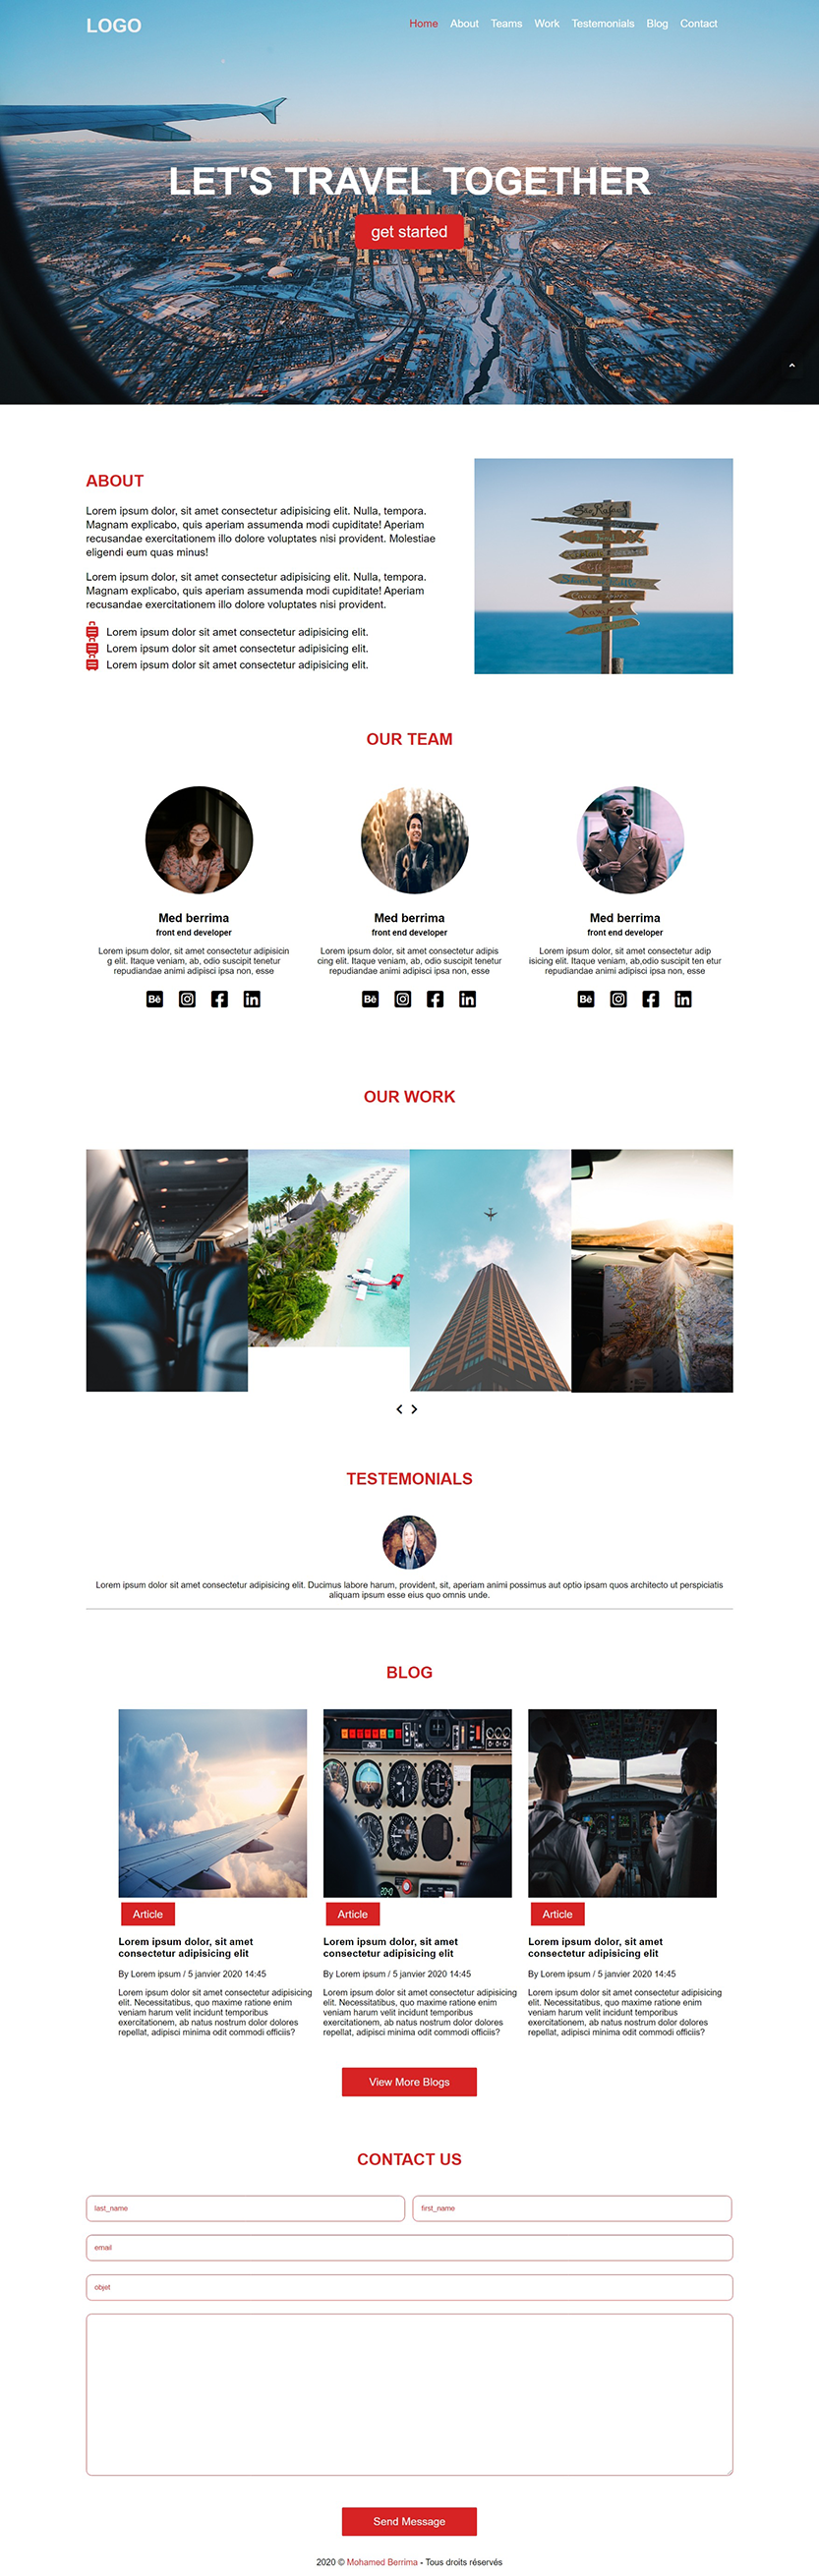 LOGO
Home About Teams Work Testemonials Blog Contact
LET'S TRAVEL TOGETHER
get started
ABOUT
Lorem ipsum dolor, sit amet consectetur adipisicing elit. Nulla, tempora.
Magnam explicabo, quis aperiam assumenda modi cupiditate! Aperiam
recusandae exercitationem illo dolore voluptates nisi provident. Molestiae
eligendi eum quas minus!
Lorem ipsum dolor, sit amet consectetur adipisicing elit. Nulla, tempora.
Magnam explicabo, quis aperiam assumenda modi cupiditate! Aperiam
recusandae exercitationem illo dolore voluptates nisi provident.
Lorem ipsum dolor sit amet consectetur adipisicing elit.
Lorem ipsum dolor sit amet consectetur adipisicing elit.
Lorem ipsum dolor sit amet consectetur adipisicing elit.
OUR TEAM
Med berrima
front end developer
Lorem ipsum dolor, sit amet consectetur adipisicin
g elit. Itaque veniam, ab, odio suscipit tenetur
repudiandae animi adipisci ipsa non, esse
Bē
Med berrima
front end developer
Lorem ipsum dolor, sit amet consectetur adipis
cing elit. Itaque veniam, ab, odio suscipit tenetur
repudiandae animi adipisci ipsa non, esse
Bē
Med berrima
front end developer
Lorem ipsum dolor, sit amet consectetur adip
isicing elit. Itaque veniam, ab,odio suscipit ten etur
repudiandae animi adipisci ipsa non, esse
Bē
OUR WORK
TESTEMONIALS
Lorem ipsum dolor sit amet consectetur adipisicing elit. Ducimus labore harum, provident, sit, aperiam animi possimus aut optio ipsam quos architecto ut perspiciatis
aliquam ipsum esse eius quo omnis unde.
BLOG
Article
Lorem ipsum dolor, sit amet
consectetur adipisicing elit
By Lorem ipsum / 5 janvier 2020 14:45
Lorem ipsum dolor sit amet consectetur adipisicing
elit. Necessitatibus, quo maxime ratione enim
veniam harum velit incidunt temporibus
exercitationem, ab natus nostrum dolor dolores
repellat, adipisci minima odit commodi officiis?
Article
Lorem ipsum dolor, sit amet
consectetur adipisicing elit
By Lorem ipsum / 5 janvier 2020 14:45
Lorem ipsum dolor sit amet consectetur adipisicing
elit. Necessitatibus, quo maxime ratione enim
veniam harum velit incidunt temporibus
exercitationem, ab natus nostrum dolor dolores
repellat, adipisci minima odit commodi officiis?
Article
Lorem ipsum dolor, sit amet
consectetur adipisicing elit
By Lorem ipsum / 5 janvier 2020 14:45
Lorem ipsum dolor sit amet consectetur adipisicing
elit. Necessitatibus, quo maxime ratione enim
veniam harum velit incidunt temporibus
exercitationem, ab natus nostrum dolor dolores
repellat, adipisci minima odit commodi officiis?
View More Blogs
CONTACT US
last_name
first_name
email
objet
Send Message
2020 © Mohamed Berrima - Tous droits réservés